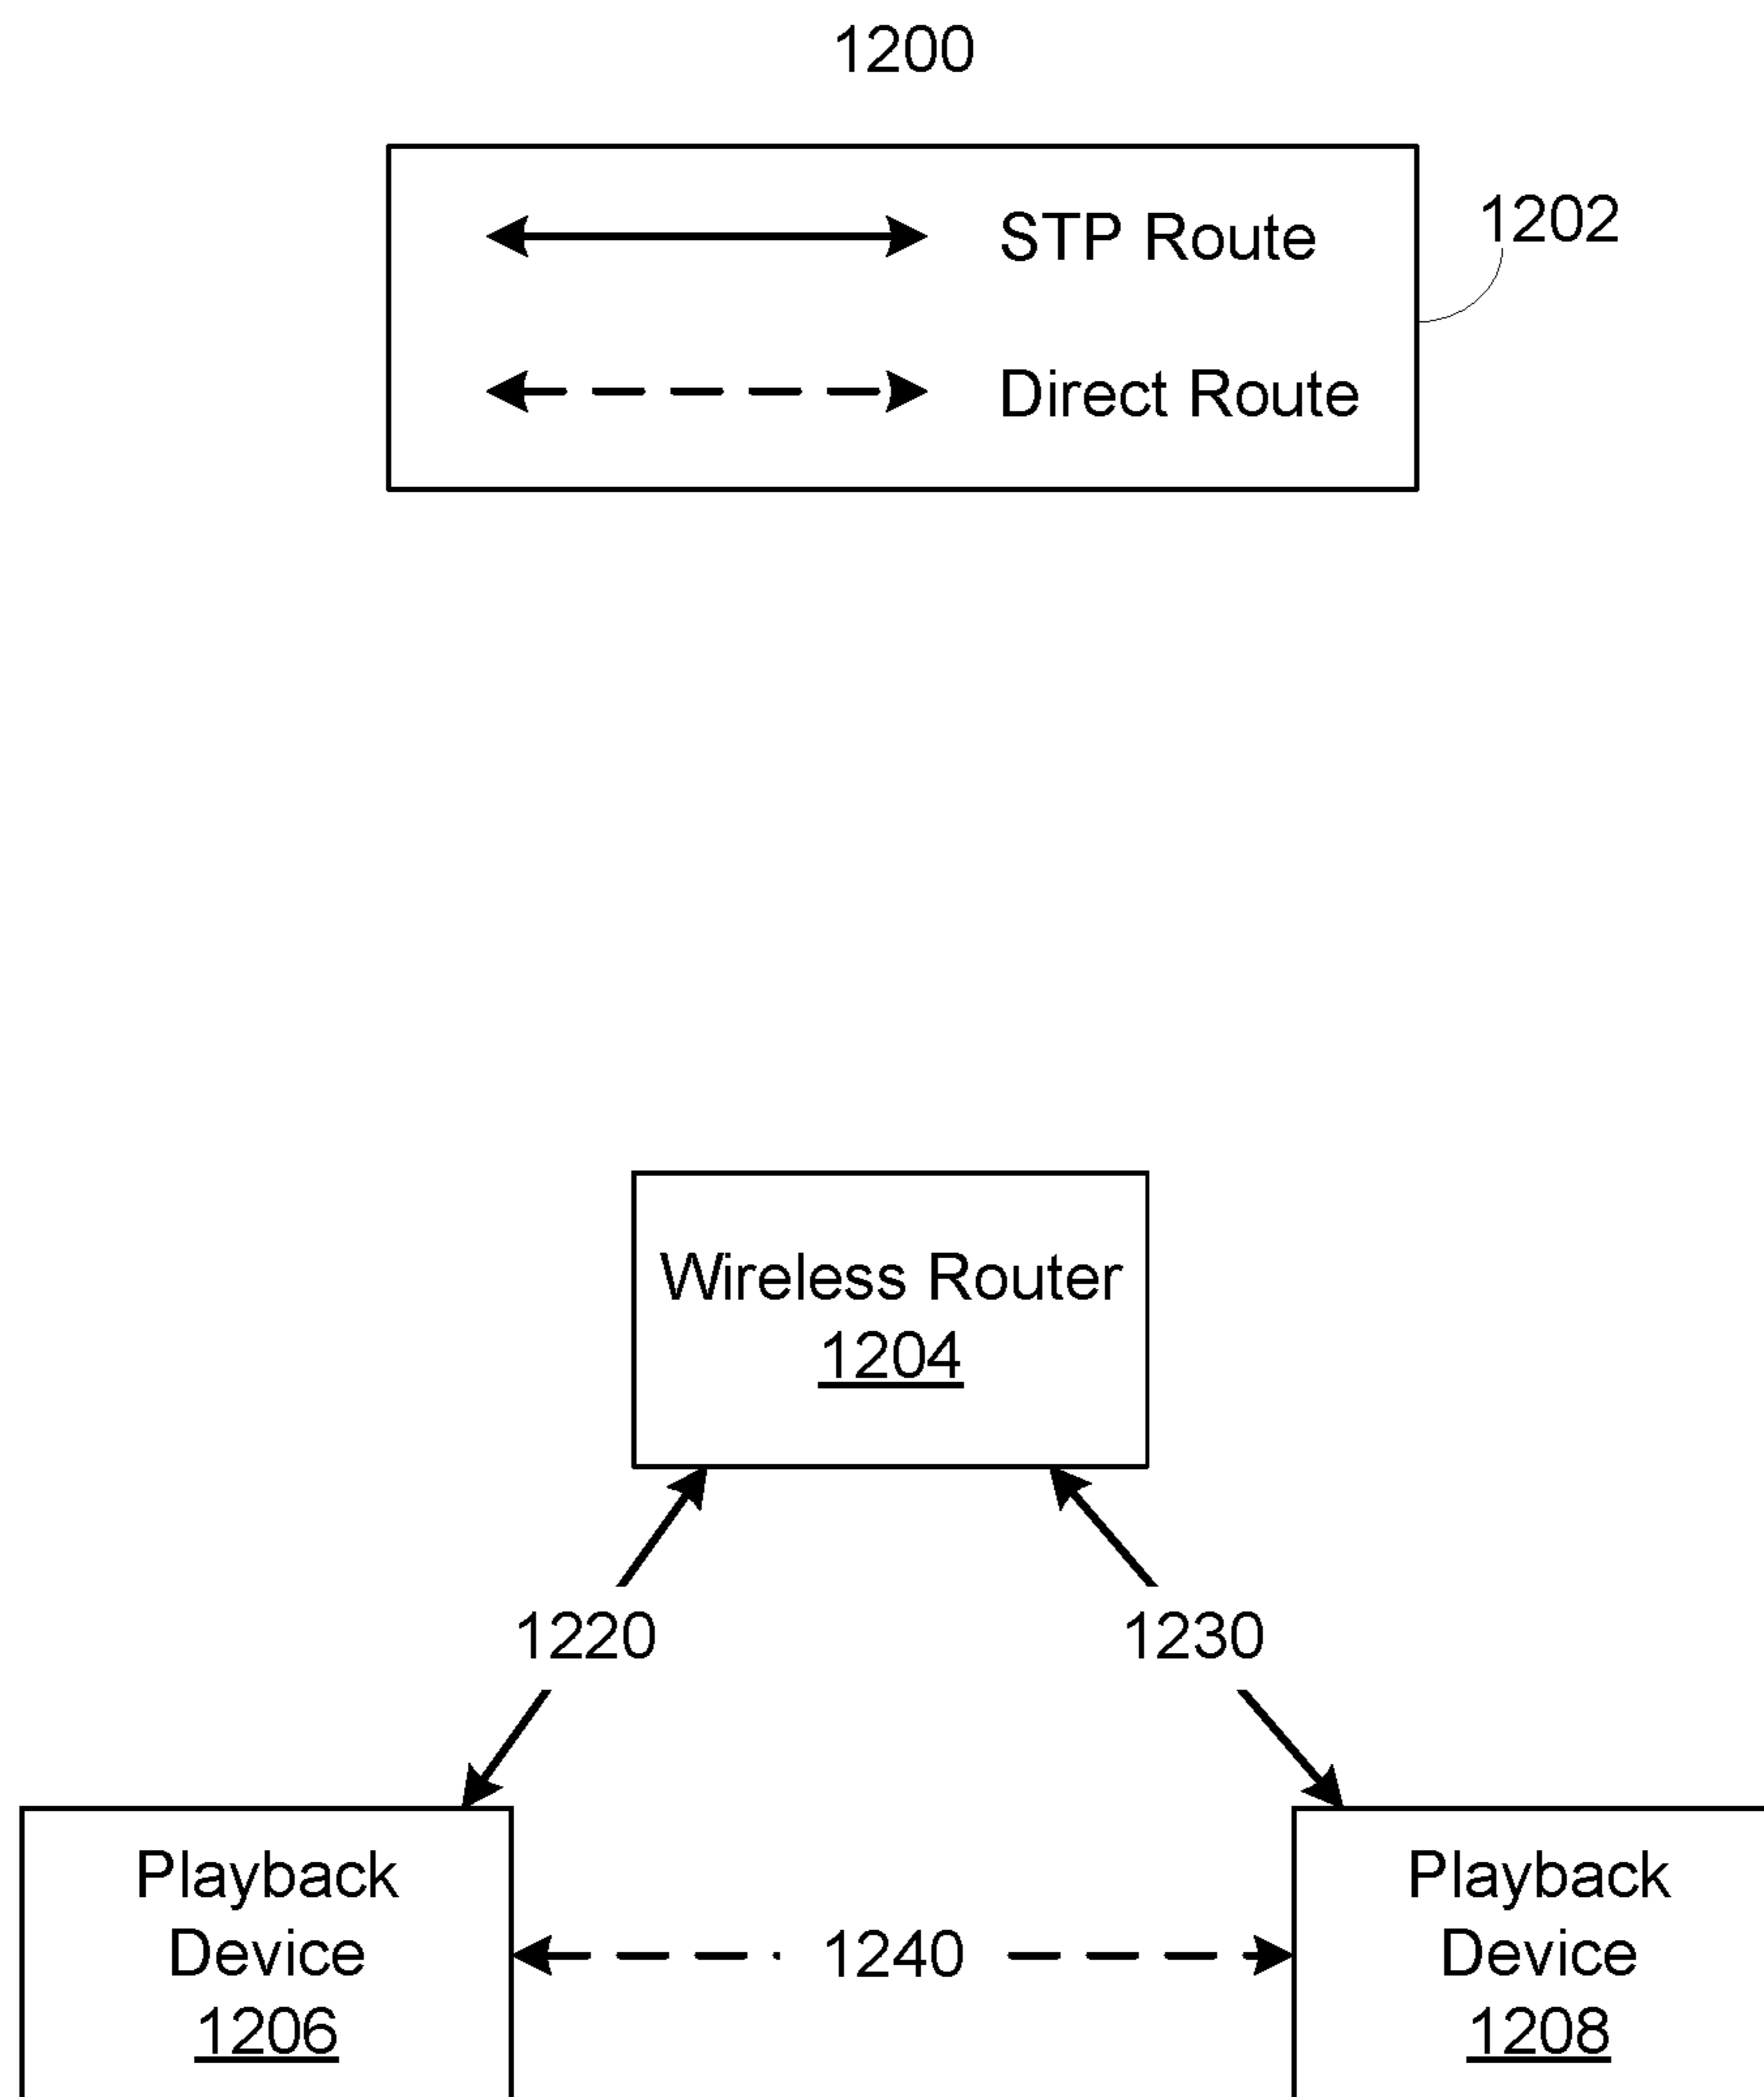 1200
STP Route
1202
Direct Route
Wireless Router
1204
1220
1230
Playback
Device
1206
1240
Playback
Device
1208